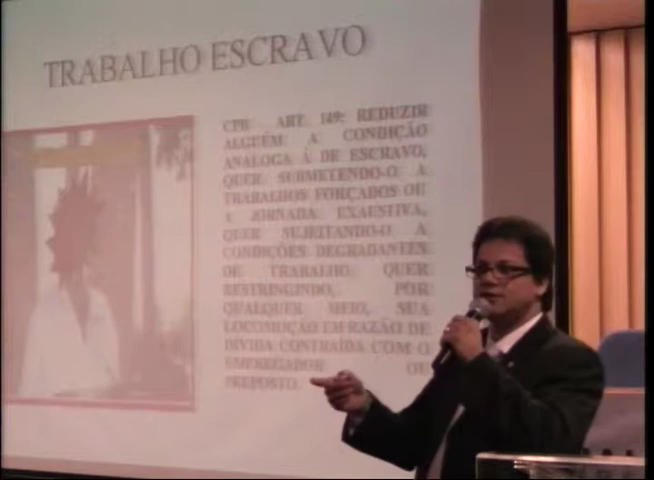 TRABALHO ESCRAVO
CPB ART. 149: REDUZIR
ALGUÉM A CONDIÇÃO
ANÁLOGA À DE ESCRAVO,
QUER SUBMETENDO-O A
TRABALHOS FORÇADOS OU
A JORNADA EXAUSTIVA,
QUER SUJEITANDO-O A
CONDIÇÕES DEGRADANTES
DE TRABALHO, QUER
RESTRINGINDO, POR
QUALQUER MEIO, SUA
LOCOMOÇÃO EM RAZÃO DE
DÍVIDA CONTRAÍDA COM O
EMPREGADOR OU
PREPOSTO.